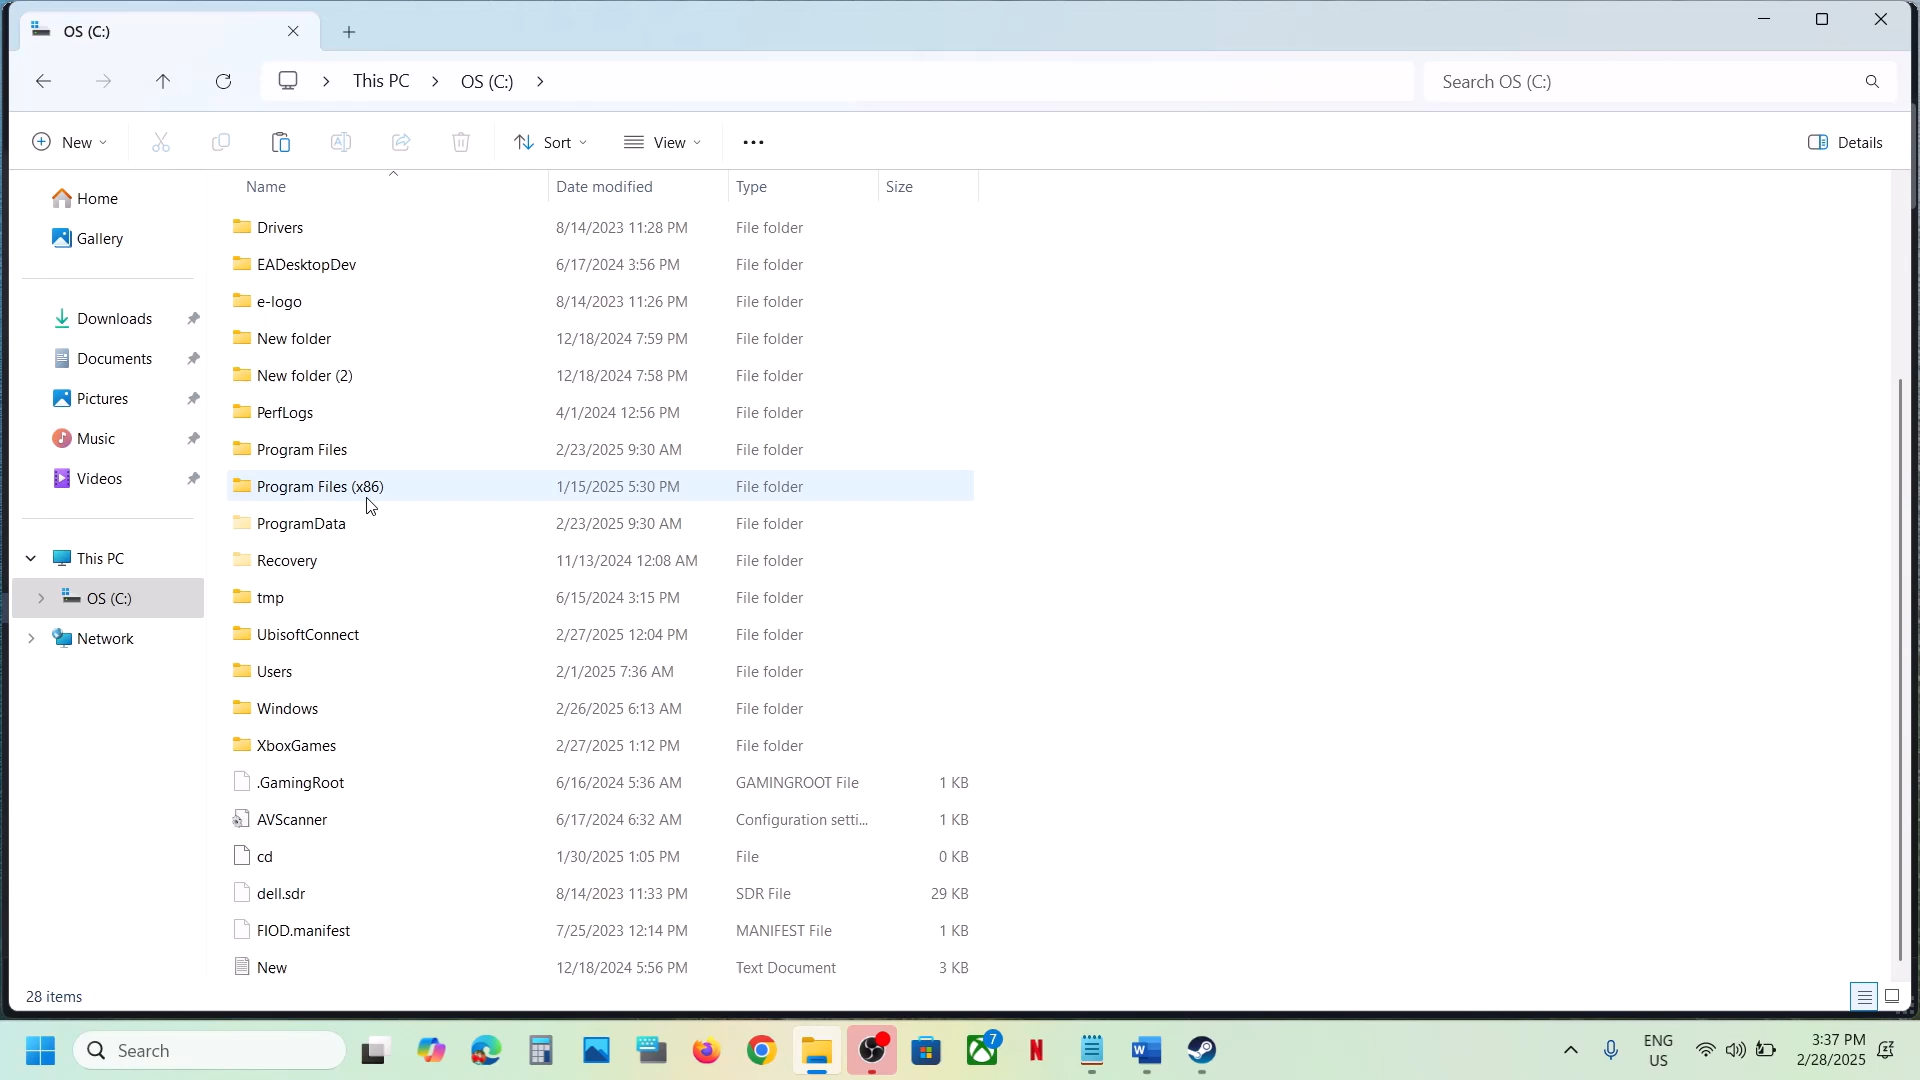 OS (C:)
This PC OS (C:)
Search OS (C:)
New
Sort
View
Details
Name Date modified Type Size
Home
Gallery
Downloads
Documents
Pictures
Music
Videos
This PC
OS (C:)
Network
Drivers 8/14/2023 11:28 PM File folder
EADesktopDev 6/17/2024 3:56 PM File folder
e-logo 8/14/2023 11:26 PM File folder
New folder 12/18/2024 7:59 PM File folder
New folder (2) 12/18/2024 7:58 PM File folder
PerfLogs 4/1/2024 12:56 PM File folder
Program Files 2/23/2025 9:30 AM File folder
Program Files (x86) 1/15/2025 5:30 PM File folder
ProgramData 2/23/2025 9:30 AM File folder
Recovery 11/13/2024 12:08 AM File folder
tmp 6/15/2024 3:15 PM File folder
UbisoftConnect 2/27/2025 12:04 PM File folder
Users 2/1/2025 7:36 AM File folder
Windows 2/26/2025 6:13 AM File folder
XboxGames 2/27/2025 1:12 PM File folder
.GamingRoot 6/16/2024 5:36 AM GAMINGROOT File 1 KB
AVScanner 6/17/2024 6:32 AM Configuration setti... 1 KB
cd 1/30/2025 1:05 PM File 0 KB
dell.sdr 8/14/2023 11:33 PM SDR File 29 KB
FIOD.manifest 7/25/2023 12:14 PM MANIFEST File 1 KB
New 12/18/2024 5:56 PM Text Document 3 KB
28 items
Search
7
ENG
US
3:37 PM
2/28/2025